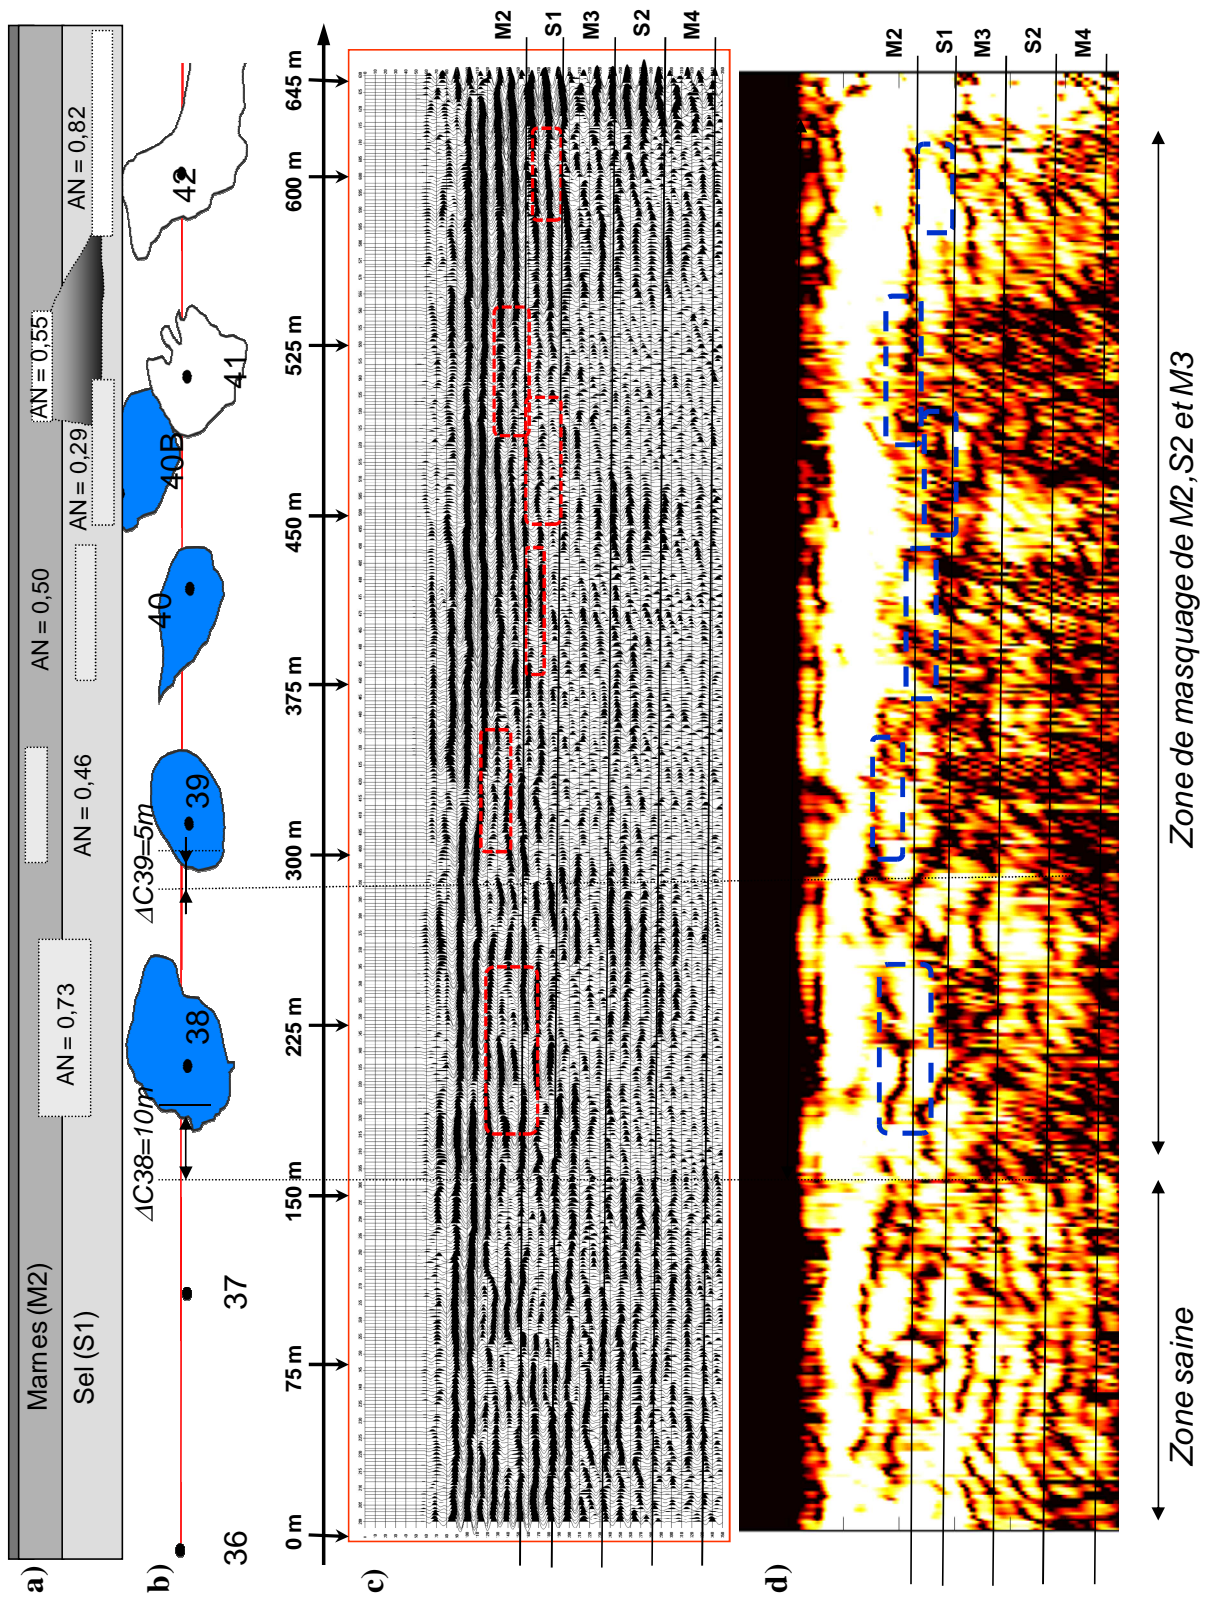 a)
Marnes (M2)
Sel (S1)
AN = 0,73
AN = 0,46
AN = 0,50
AN = 0,29
AN = 0,55
AN = 0,82
b)
36
37
ΔC38=10m
38
ΔC39=5m
39
40
40B
41
42
0 m
75 m
150 m
225 m
300 m
375 m
450 m
525 m
600 m
645 m
c)
M2
S1
M3
S2
M4
d)
M2
S1
M3
S2
M4
Zone saine
Zone de masquage de M2,S2 et M3